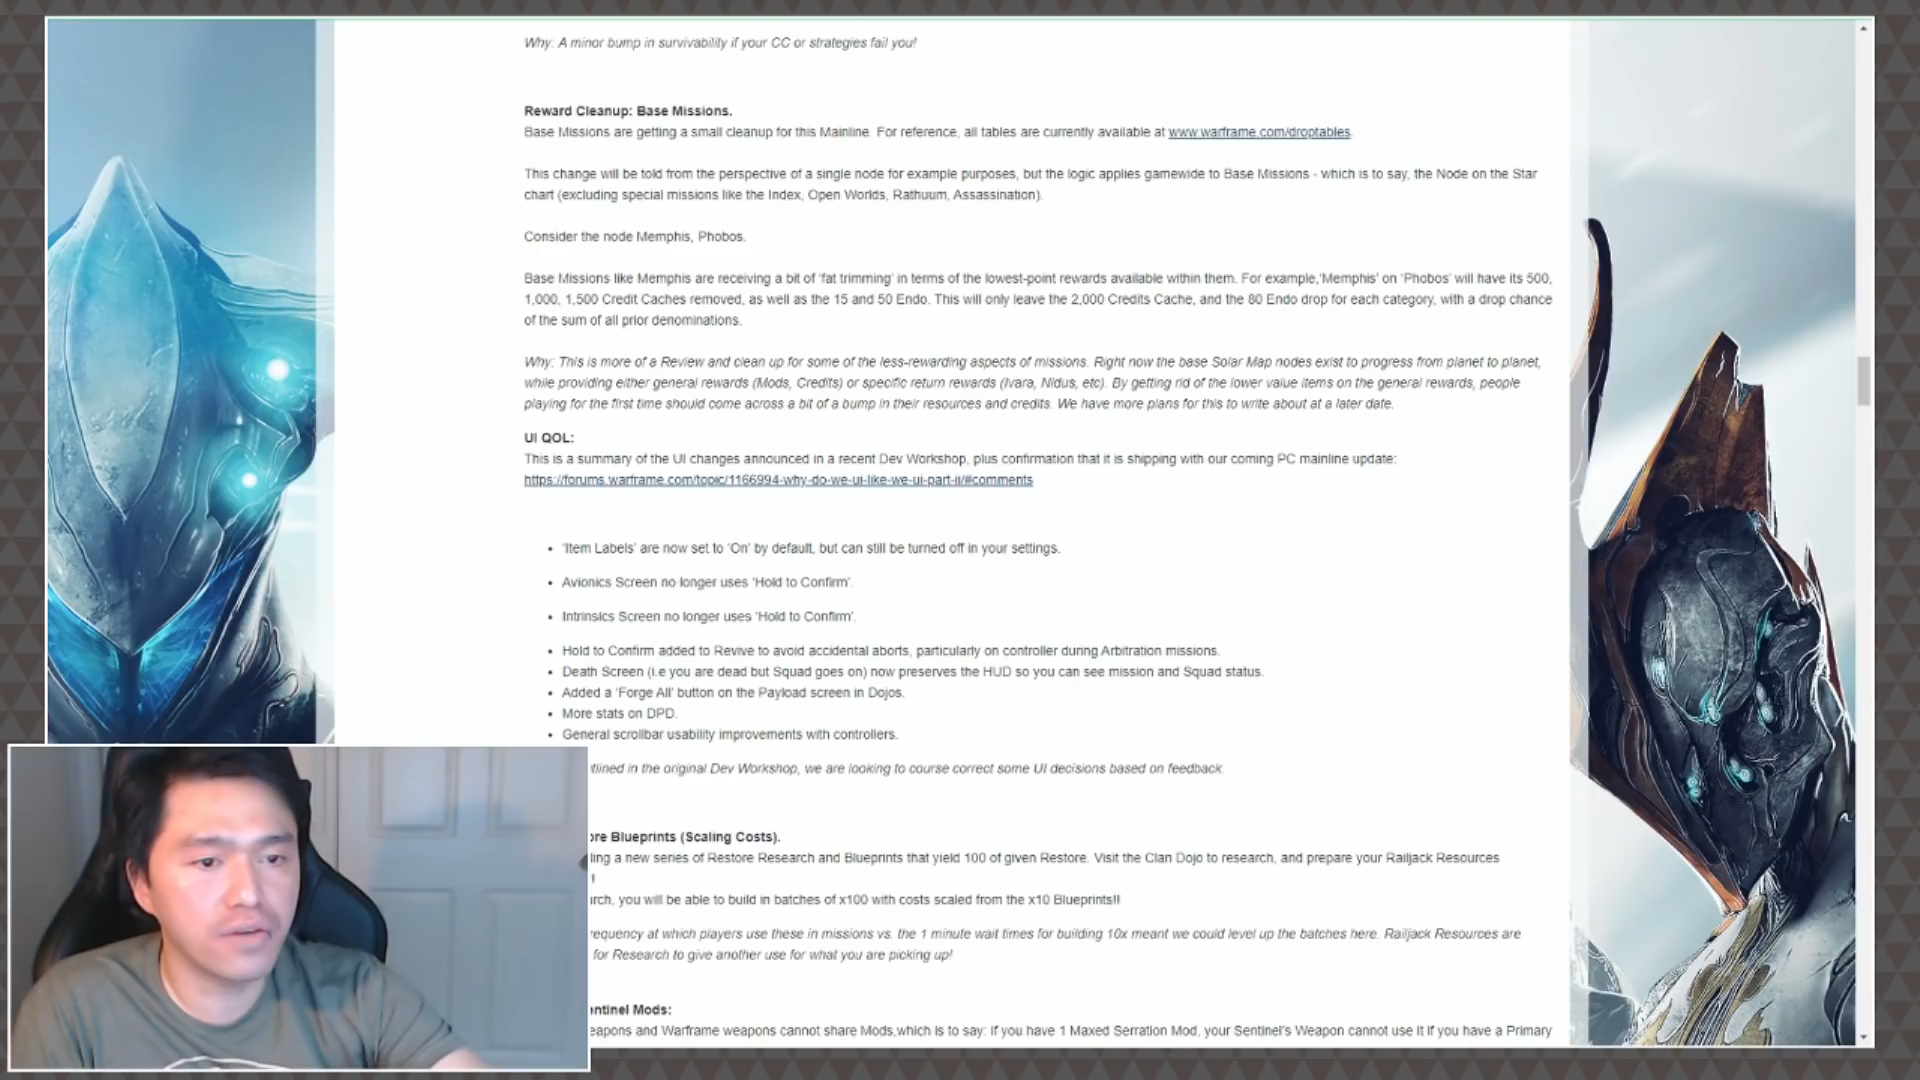 Why: A minor bump in survivability if your CC or strategies fail you!
Reward Cleanup: Base Missions.
Base Missions are getting a small cleanup for this Mainline. For reference, all tables are currently available at www.warframe.com/droptables.
This change will be told from the perspective of a single node for example purposes, but the logic applies gamewide to Base Missions - which is to say, the Node on the Star
chart (excluding special missions like the Index, Open Worlds, Rathuum, Assassination).
Consider the node Memphis, Phobos.
Base Missions like Memphis are receiving a bit of 'fat trimming' in terms of the lowest-point rewards available within them. For example,'Memphis' on 'Phobos' will have its 500,
1,000, 1,500 Credit Caches removed, as well as the 15 and 50 Endo. This will only leave the 2,000 Credits Cache, and the 80 Endo drop for each category, with a drop chance
of the sum of all prior denominations.
Why: This is more of a Review and clean up for some of the less-rewarding aspects of missions. Right now the base Solar Map nodes exist to progress from planet to planet,
while providing either general rewards (Mods, Credits) or specific return rewards (Ivara, Nidus, etc). By getting rid of the lower value items on the general rewards, people
playing for the first time should come across a bit of a bump in their resources and credits. We have more plans for this to write about at a later date.
UI QOL:
This is a summary of the UI changes announced in a recent Dev Workshop, plus confirmation that it is shipping with our coming PC mainline update:
https://forums.warframe.com/topic/1166994-why-do-we-ui-like-we-ui-part-ii/#comments
• 'Item Labels' are now set to 'On' by default, but can still be turned off in your settings.
• Avionics Screen no longer uses 'Hold to Confirm'.
• Intrinsics Screen no longer uses 'Hold to Confirm'.
• Hold to Confirm added to Revive to avoid accidental aborts, particularly on controller during Arbitration missions.
• Death Screen (i.e you are dead but Squad goes on) now preserves the HUD so you can see mission and Squad status.
• Added a 'Forge All' button on the Payload screen in Dojos.
• More stats on DPD.
• General scrollbar usability improvements with controllers.
tlined in the original Dev Workshop, we are looking to course correct some UI decisions based on feedback.
ore Blueprints (Scaling Costs).
ling a new series of Restore Research and Blueprints that yield 100 of given Restore. Visit the Clan Dojo to research, and prepare your Railjack Resources
!
rch, you will be able to build in batches of x100 with costs scaled from the x10 Blueprints!!
requency at which players use these in missions vs. the 1 minute wait times for building 10x meant we could level up the batches here. Railjack Resources are
for Research to give another use for what you are picking up!
entinel Mods:
eapons and Warframe weapons cannot share Mods,which is to say: if you have 1 Maxed Serration Mod, your Sentinel's Weapon cannot use it if you have a Primary